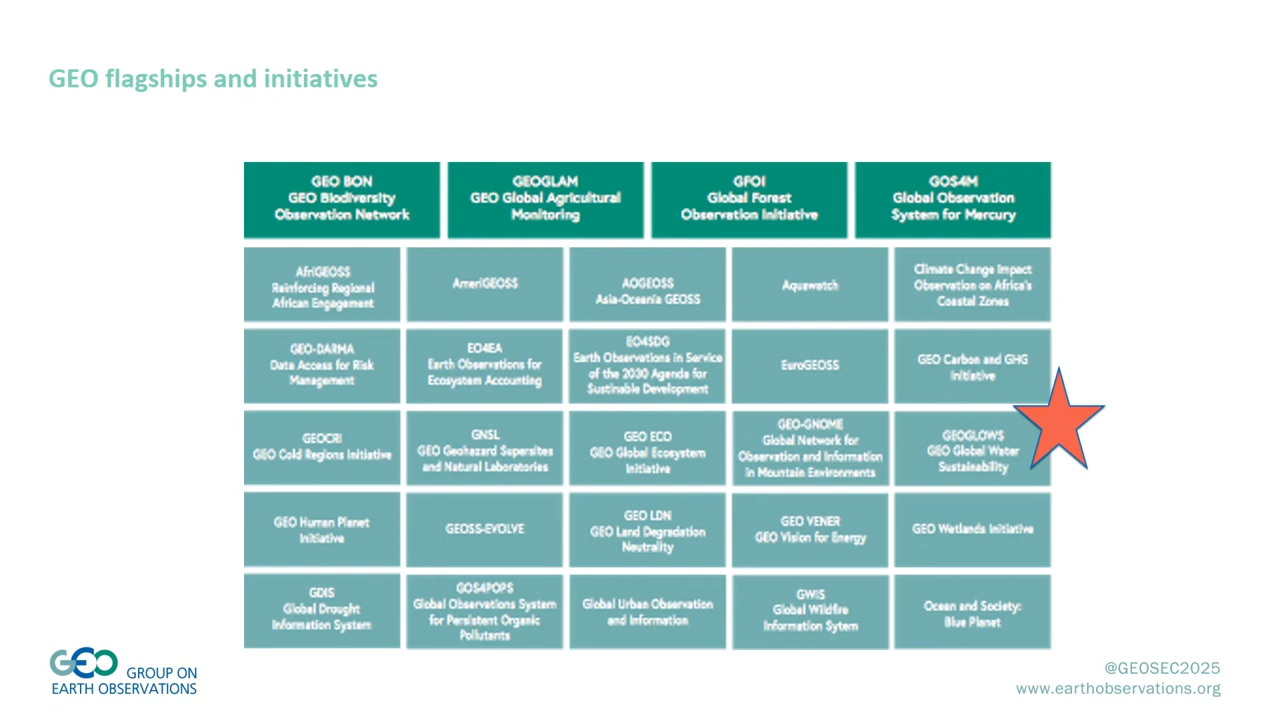 GEO flagships and initiatives
GEO BON
GEO Biodiversity
Observation Network
GEOGLAM
GEO Global Agricultural
Monitoring
GFOI
Global Forest
Observation Initiative
GOS4M
Global Observation
System for Mercury
AfriGEOSS
Reinforcing Regional
African Engagement
AmeriGEOSS
AOGEOSS
Asia-Oceania GEOSS
Aquawatch
Climate Change Impact
Observation on Africa's
Coastal Zones
GEO-DARMA
Data Access for Risk
Management
EO4EA
Earth Observations for
Ecosystem Accounting
EO4SDG
Earth Observations in Service
of the 2030 Agenda for
Sustinable Development
EuroGEOSS
GEO Carbon and GHG
Initiative
GEOCRI
GEO Cold Regions Initiative
GNSL
GEO Geohazard Supersites
and Natural Laboratories
GEO ECO
GEO Global Ecosystem
Initiative
GEO-GNOME
Global Network for
Observation and Information
in Mountain Environments
GEOGLOWS
GEO Global Water
Sustainability
GEO Human Planet
Initiative
GEOSS-EVOLVE
GEO LDN
GEO Land Degradation
Neutrality
GEO VENER
GEO Vision for Energy
GEO Wetlands Initiative
GDIS
Global Drought
Information System
GOS4POPS
Global Observations System
for Persistent Organic
Pollutants
Global Urban Observation
and Information
GWIS
Global Wildfire
Information Sytem
Ocean and Society:
Blue Planet
GEO GROUP ON
EARTH OBSERVATIONS
@GEOSEC2025
www.earthobservations.org